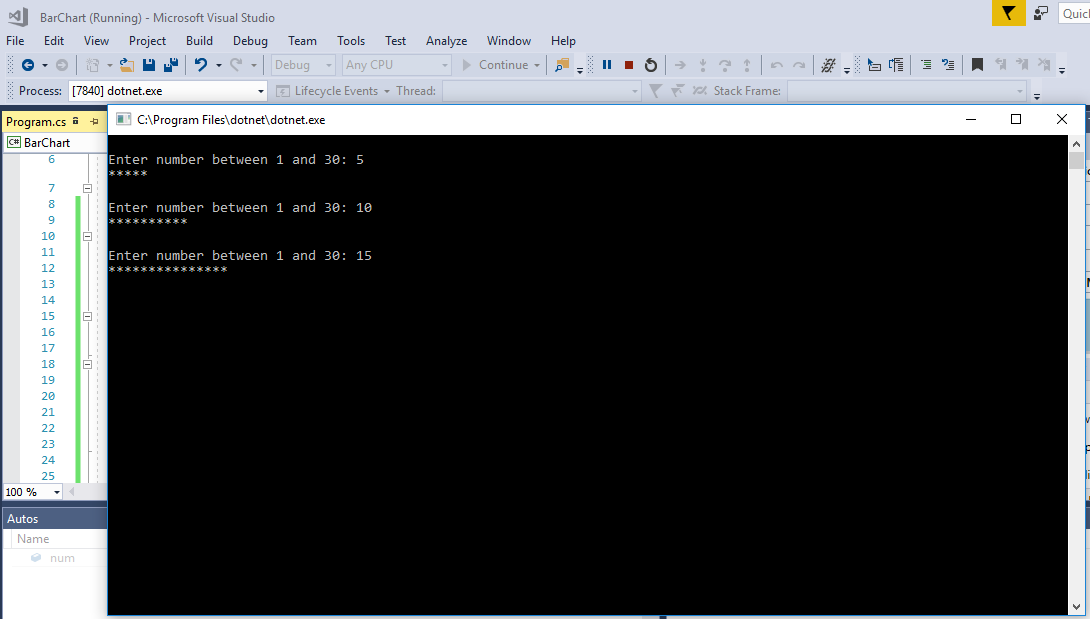 BarChart (Running) - Microsoft Visual Studio
Quic
File Edit View Project Build Debug Team Tools Test Analyze Window Help
Debug Any CPU Continue
Process: [7840] dotnet.exe Lifecycle Events Thread: Stack Frame:
Program.cs
C:\Program Files\dotnet\dotnet.exe
C# BarChart
6
7
8
9
10
11
12
13
14
15
16
17
18
19
20
21
22
23
24
25
Enter number between 1 and 30: 5
*****
Enter number between 1 and 30: 10
**********
Enter number between 1 and 30: 15
***************
100 %
Autos
Name
num